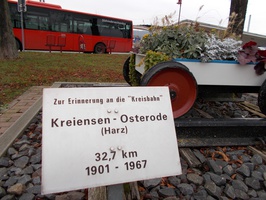 Zur Erinnerung an die "Kreisbahn"
Kreiensen - Osterode
(Harz)
32,7 km
1901 - 1967